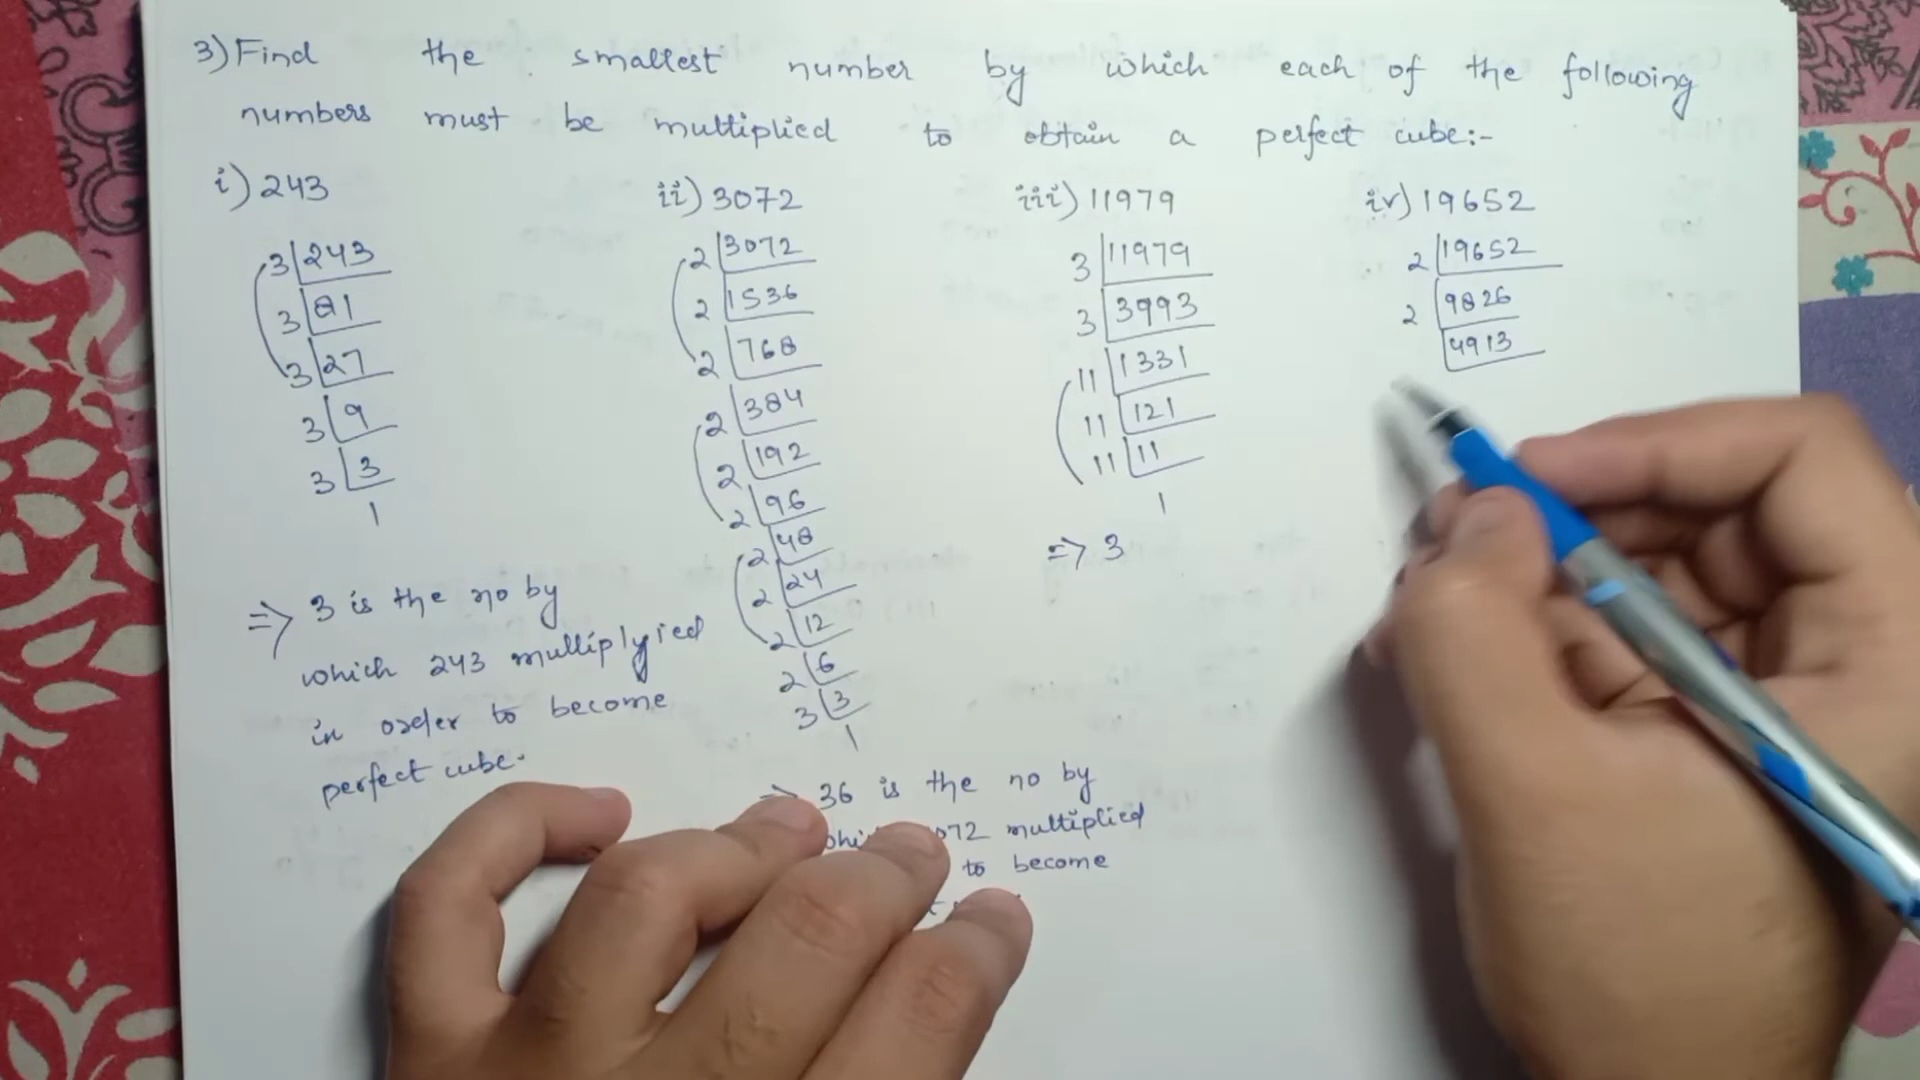 3) Find the smallest number by which each of the following
numbers must be multiplied to obtain a perfect cube:-
i) 243
3 243
3 81
3 27
3 9
3 3
1
=> 3 is the no by
which 243 multiplyied
in order to become
perfect cube.
ii) 3072
2 3072
2 1536
2 768
2 384
2 192
2 96
2 48
2 24
2 12
2 6
3 3
1
=> 36 is the no by
multiplied
to become
iii) 11979
3 11979
3 3993
11 1331
11 121
11 11
1
=> 3
iv) 19652
2 19652
2 9826
4913